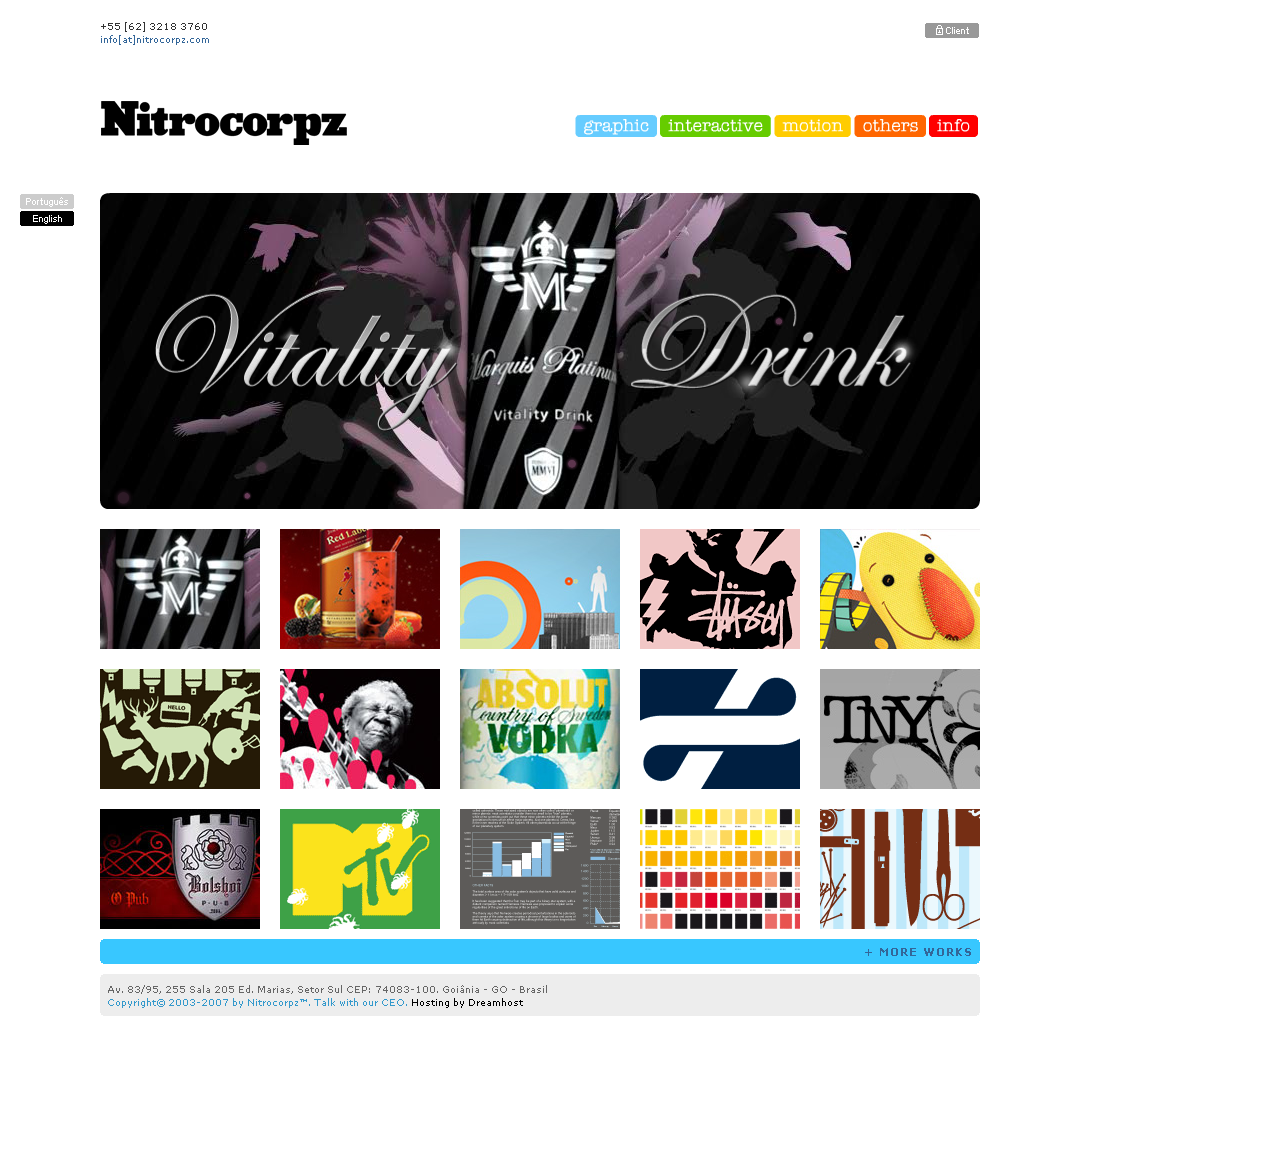 +55 [62] 3218 3760
info[at]nitrocorpz.com
Client
Nitrocorpz
graphic interactive motion others info
Português
English
Vitality Drink
M
Marquis Platinum
Vitality Drink
MMVI
M
Red Label
Stüssy
HELLO
ABSOLUT
Country of Sweden
VODKA
TNY
O Pub
Bolshoi
PUB
MTV
+ MORE WORKS
Av. 83/95, 255 Sala 205 Ed. Marias, Setor Sul CEP: 74083-100. Goiânia - GO - Brasil
Copyright© 2003-2007 by Nitrocorpz™. Talk with our CEO. Hosting by Dreamhost